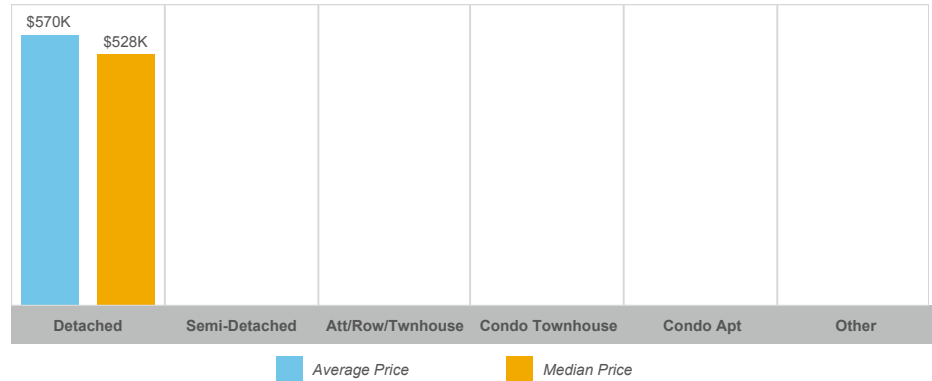 $570K
$528K
Detached Semi-Detached Att/Row/Twnhouse Condo Townhouse Condo Apt Other
Average Price Median Price